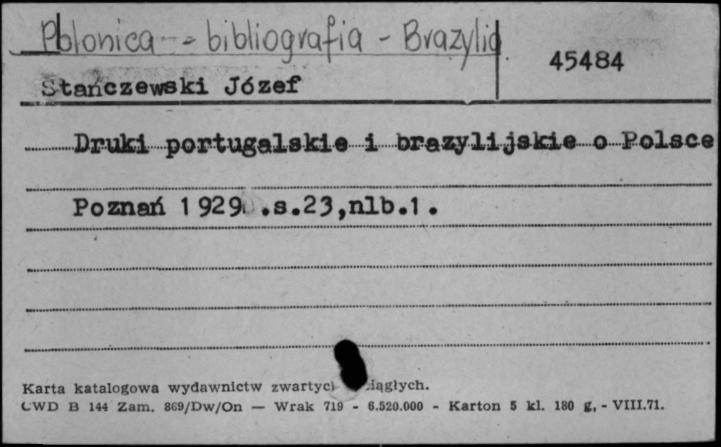 Polonica - bibliografia - Brazylia
45484
Stańczewski Józef
Druki portugalskie i brazylijskie o Polsce
Poznań 1929 .s.23,nlb.1.
Karta katalogowa wydawnictw zwartych ciągłych.
CWD B 144 Zam. 869/Dw/On — Wrak 719 - 6.520.000 - Karton 5 kl. 180 g, - VIII.71.